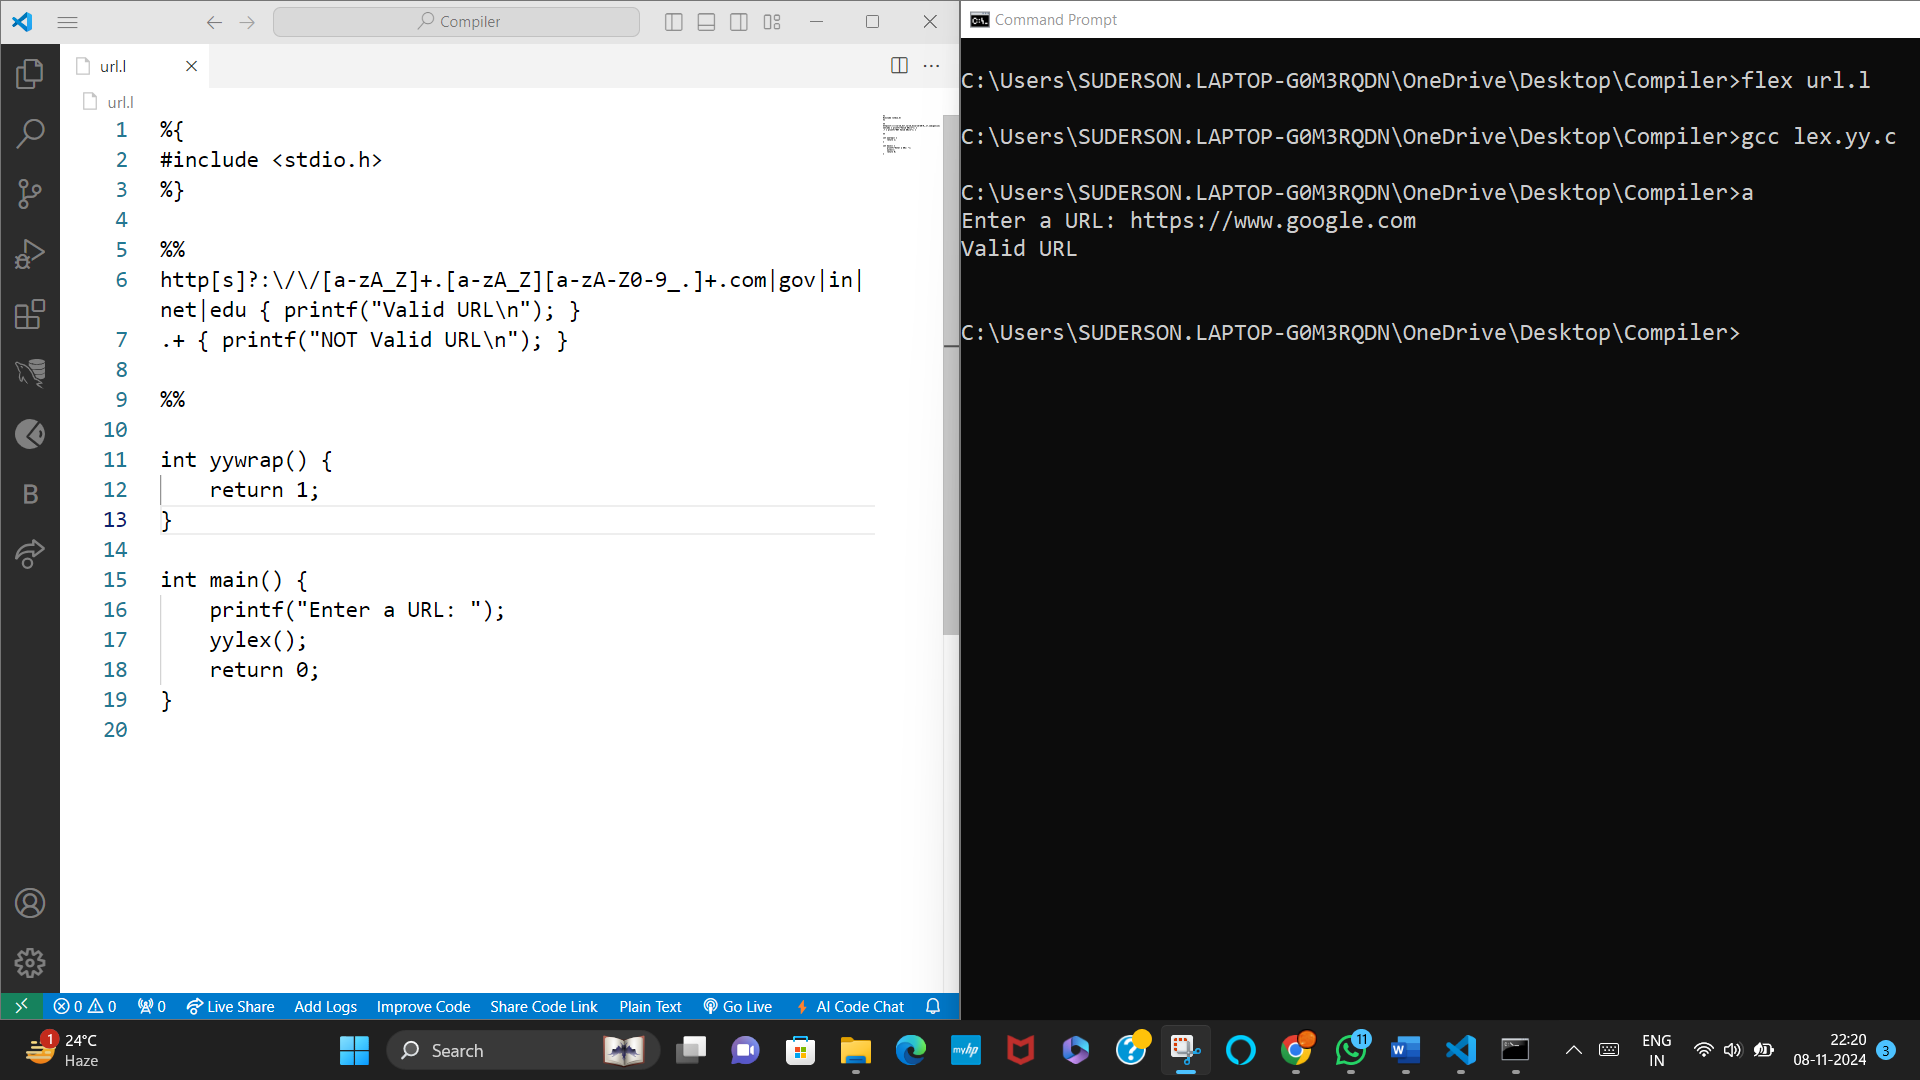 Compiler
url.l
url.l
1 %{
2 #include <stdio.h>
3 %}
4
5 %%
6 http[s]?:\/\/[a-zA_Z]+.[a-zA_Z][a-zA-Z0-9_.]+.com|gov|in|
net|edu { printf("Valid URL\n"); }
7 .+ { printf("NOT Valid URL\n"); }
8
9 %%
10
11 int yywrap() {
12     return 1;
13 }
14
15 int main() {
16     printf("Enter a URL: ");
17     yylex();
18     return 0;
19 }
20
B
0 0 0 Live Share Add Logs Improve Code Share Code Link Plain Text Go Live AI Code Chat
Command Prompt
C:\Users\SUDERSON.LAPTOP-G0M3RQDN\OneDrive\Desktop\Compiler>flex url.l
C:\Users\SUDERSON.LAPTOP-G0M3RQDN\OneDrive\Desktop\Compiler>gcc lex.yy.c
C:\Users\SUDERSON.LAPTOP-G0M3RQDN\OneDrive\Desktop\Compiler>a
Enter a URL: https://www.google.com
Valid URL
C:\Users\SUDERSON.LAPTOP-G0M3RQDN\OneDrive\Desktop\Compiler>
1
24°C
Haze
Search
myhp
11
W
ENG
IN
22:20
08-11-2024
3